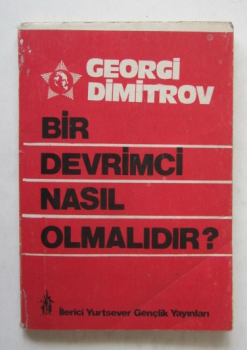 GEORGİ
DİMİTROV
BİR
DEVRİMCİ
NASIL
OLMALIDIR?
İlerici Yurtsever Gençlik Yayınları